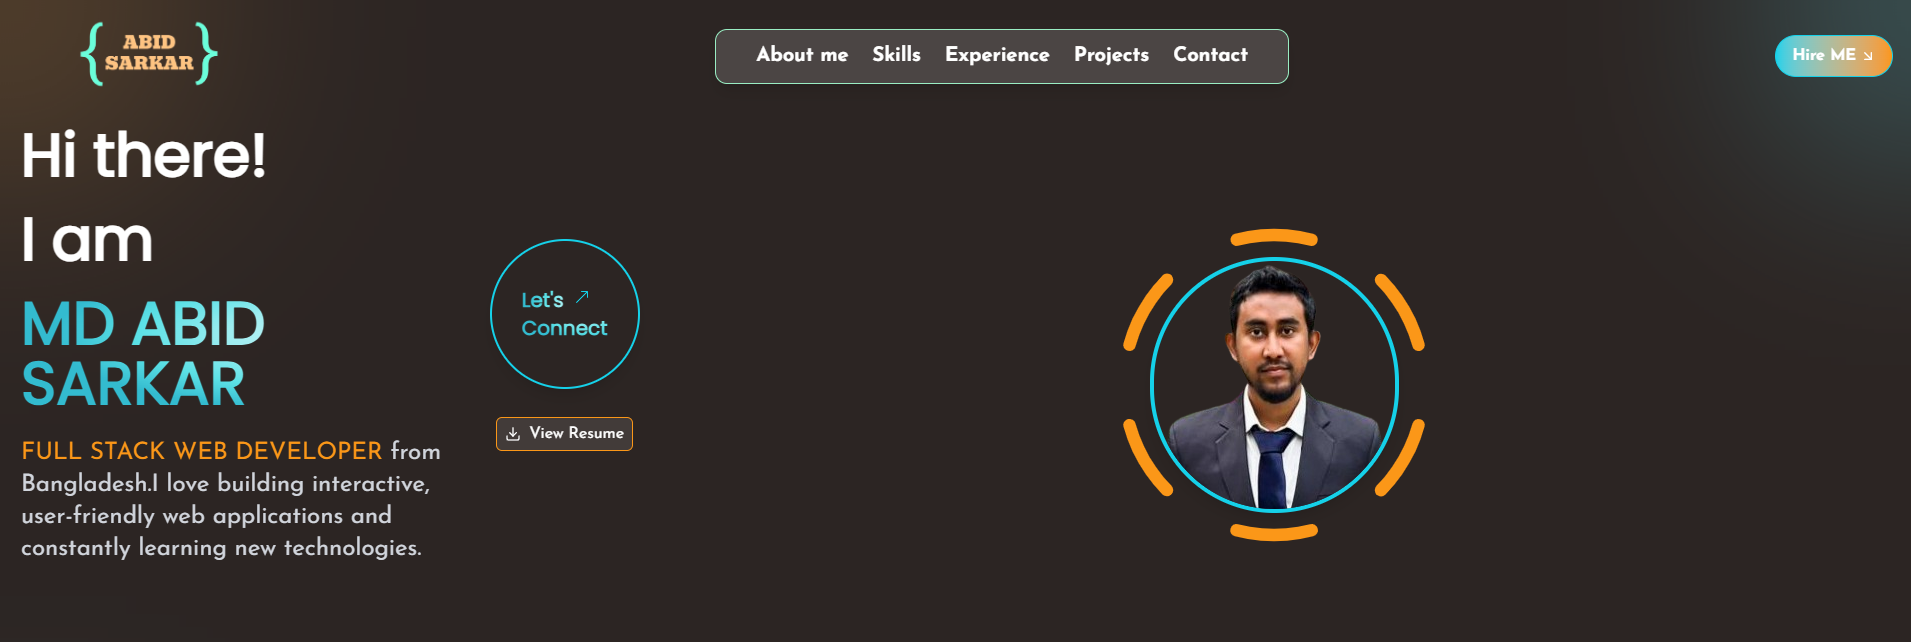 ABID
SARKAR
About me
Skills
Experience
Projects
Contact
Hire ME
Hi there!
I am
MD ABID
SARKAR
FULL STACK WEB DEVELOPER from
Bangladesh.I love building interactive,
user-friendly web applications and
constantly learning new technologies.
Let's
Connect
View Resume